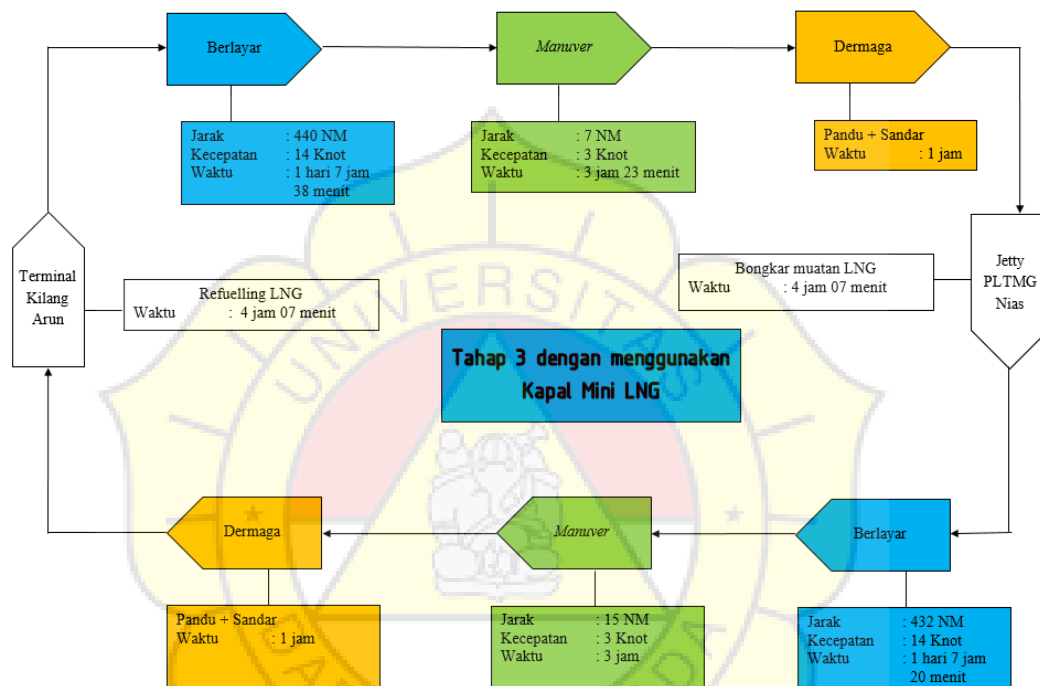 Berlayar
Manuver
Dermaga
Jarak : 440 NM
Kecepatan : 14 Knot
Waktu : 1 hari 7 jam
38 menit
Jarak : 7 NM
Kecepatan : 3 Knot
Waktu : 3 jam 23 menit
Pandu + Sandar
Waktu : 1 jam
Terminal
Kilang
Arun
Refuelling LNG
Waktu : 4 jam 07 menit
Bongkar muatan LNG
Waktu : 4 jam 07 menit
Jetty
PLTMG
Nias
UNIVERSITAS
Tahap 3 dengan menggunakan
Kapal Mini LNG
Dermaga
Manuver
Berlayar
Pandu + Sandar
Waktu : 1 jam
Jarak : 15 NM
Kecepatan : 3 Knot
Waktu : 3 jam
Jarak : 432 NM
Kecepatan : 14 Knot
Waktu : 1 hari 7 jam
20 menit